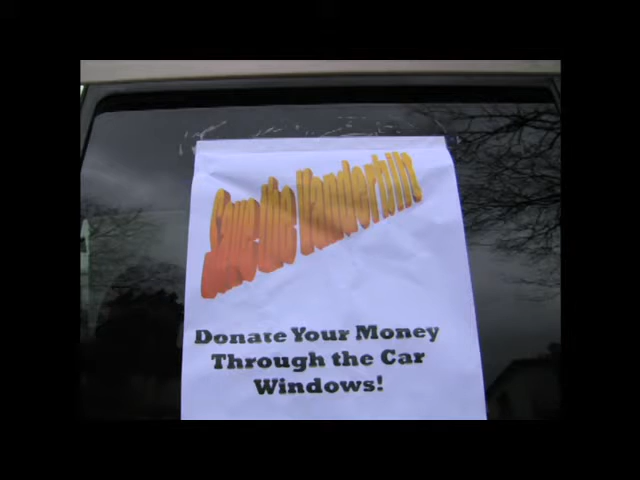 Save the Vanderbilt
Donate Your Money
Through the Car
Windows!